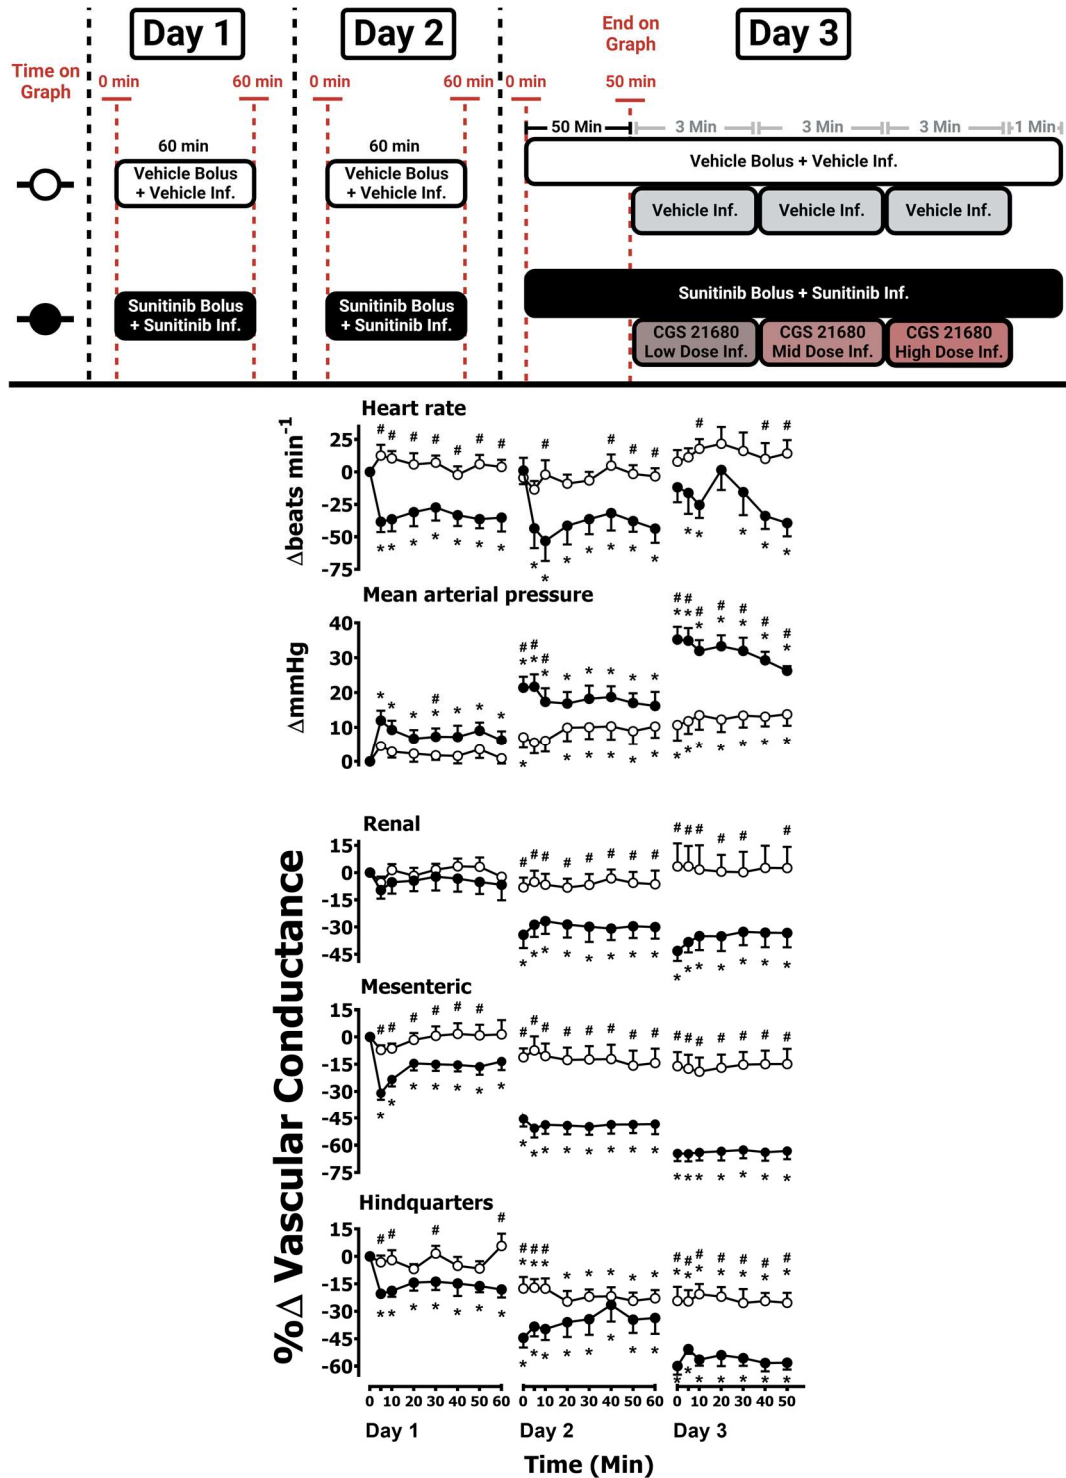 Day 1
Day 2
Day 3
End on
Graph
Time on
Graph
0 min
60 min
0 min
60 min
0 min
50 min
50 Min
3 Min
3 Min
3 Min
1 Min
60 min
60 min
Vehicle Bolus
+ Vehicle Inf.
Vehicle Bolus
+ Vehicle Inf.
Vehicle Bolus + Vehicle Inf.
Vehicle Inf.
Vehicle Inf.
Vehicle Inf.
Sunitinib Bolus
+ Sunitinib Inf.
Sunitinib Bolus
+ Sunitinib Inf.
Sunitinib Bolus + Sunitinib Inf.
CGS 21680
Low Dose Inf.
CGS 21680
Mid Dose Inf.
CGS 21680
High Dose Inf.
Heart rate
Δbeats min⁻¹
25
0
-25
-50
-75
# # # # # # # #
* * * * * * * *
# # # #
* * * * * * * *
# # #
* * * * *
Mean arterial pressure
ΔmmHg
40
30
20
10
0
#
* * * * * * * *
# # #
* * * * * * * *
* * * * * *
# # # # # # #
* * * * * * *
* * * * * * *
%Δ Vascular Conductance
Renal
15
0
-15
-30
-45
# # # # # # # #
* * * * * * * *
# # # # # #
* * * * * * *
Mesenteric
15
0
-15
-30
-45
-60
-75
# # # # # #
* * * * * * *
# # # # # # # #
* * * * * * * *
# # # # # # #
* * * * * * *
Hindquarters
15
0
-15
-30
-45
-60
# # # #
* * * * * * * *
# # #
* * * * * * * *
* * * * * * * *
# # # # # # #
* * * * * * *
* * * * * * *
0 10 20 30 40 50 60
0 10 20 30 40 50 60
0 10 20 30 40 50
Day 1
Day 2
Day 3
Time (Min)